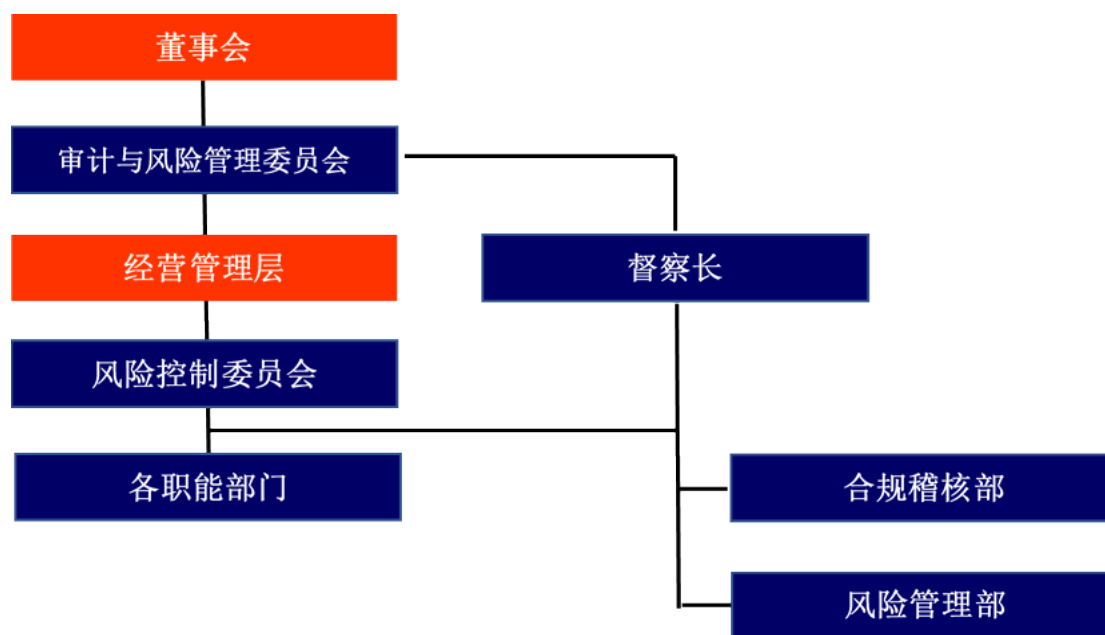 董事会
审计与风险管理委员会
经营管理层
督察长
风险控制委员会
各职能部门
合规稽核部
风险管理部